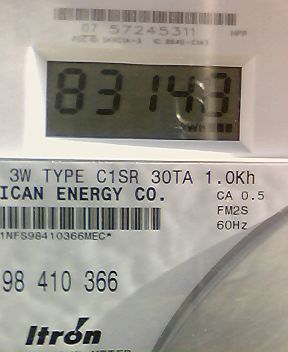 07 57245311 MPP
83143
3W TYPE C1SR 30TA 1.0Kh
ICAN ENERGY CO.
CA 0.5
FM2S
60Hz
1NFS98410366MEC*
98 410 366
Itron